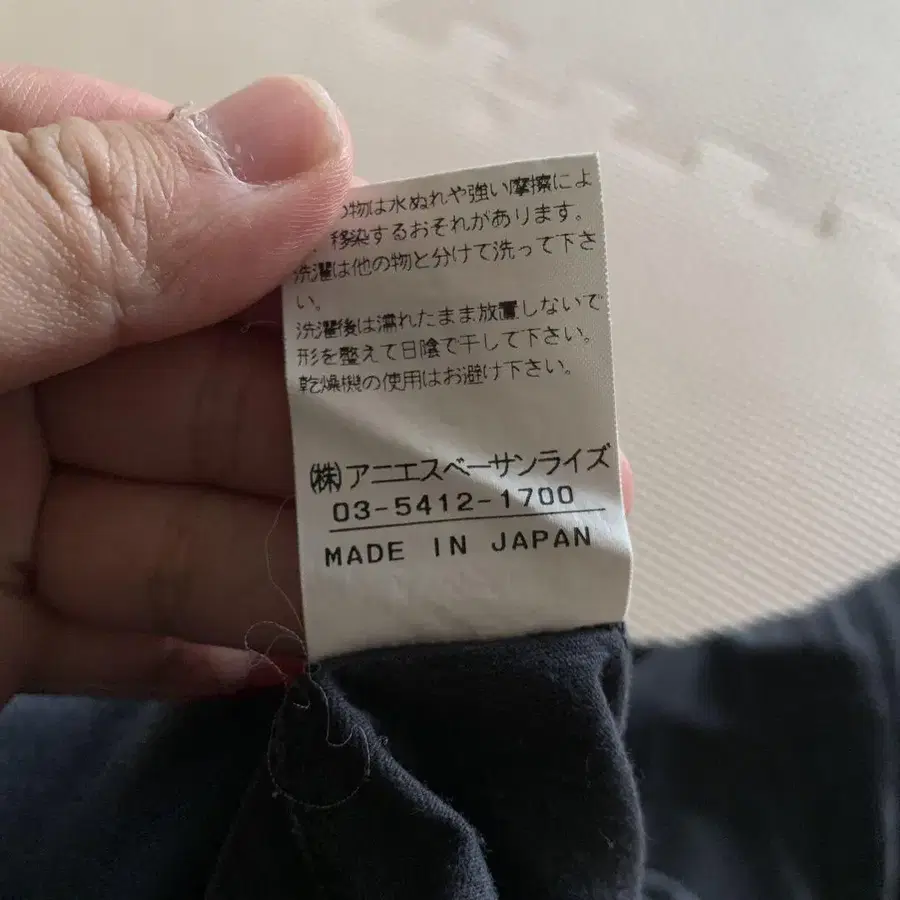 の物は水ぬれや強い摩擦によ
移染するおそれがあります。
洗濯は他の物と分けて洗って下さ
い。
洗濯後は濡れたまま放置しないで
形を整えて日陰で干して下さい。
乾燥機の使用はお避け下さい。
㈱アニエスベーサンライズ
03-5412-1700
MADE IN JAPAN